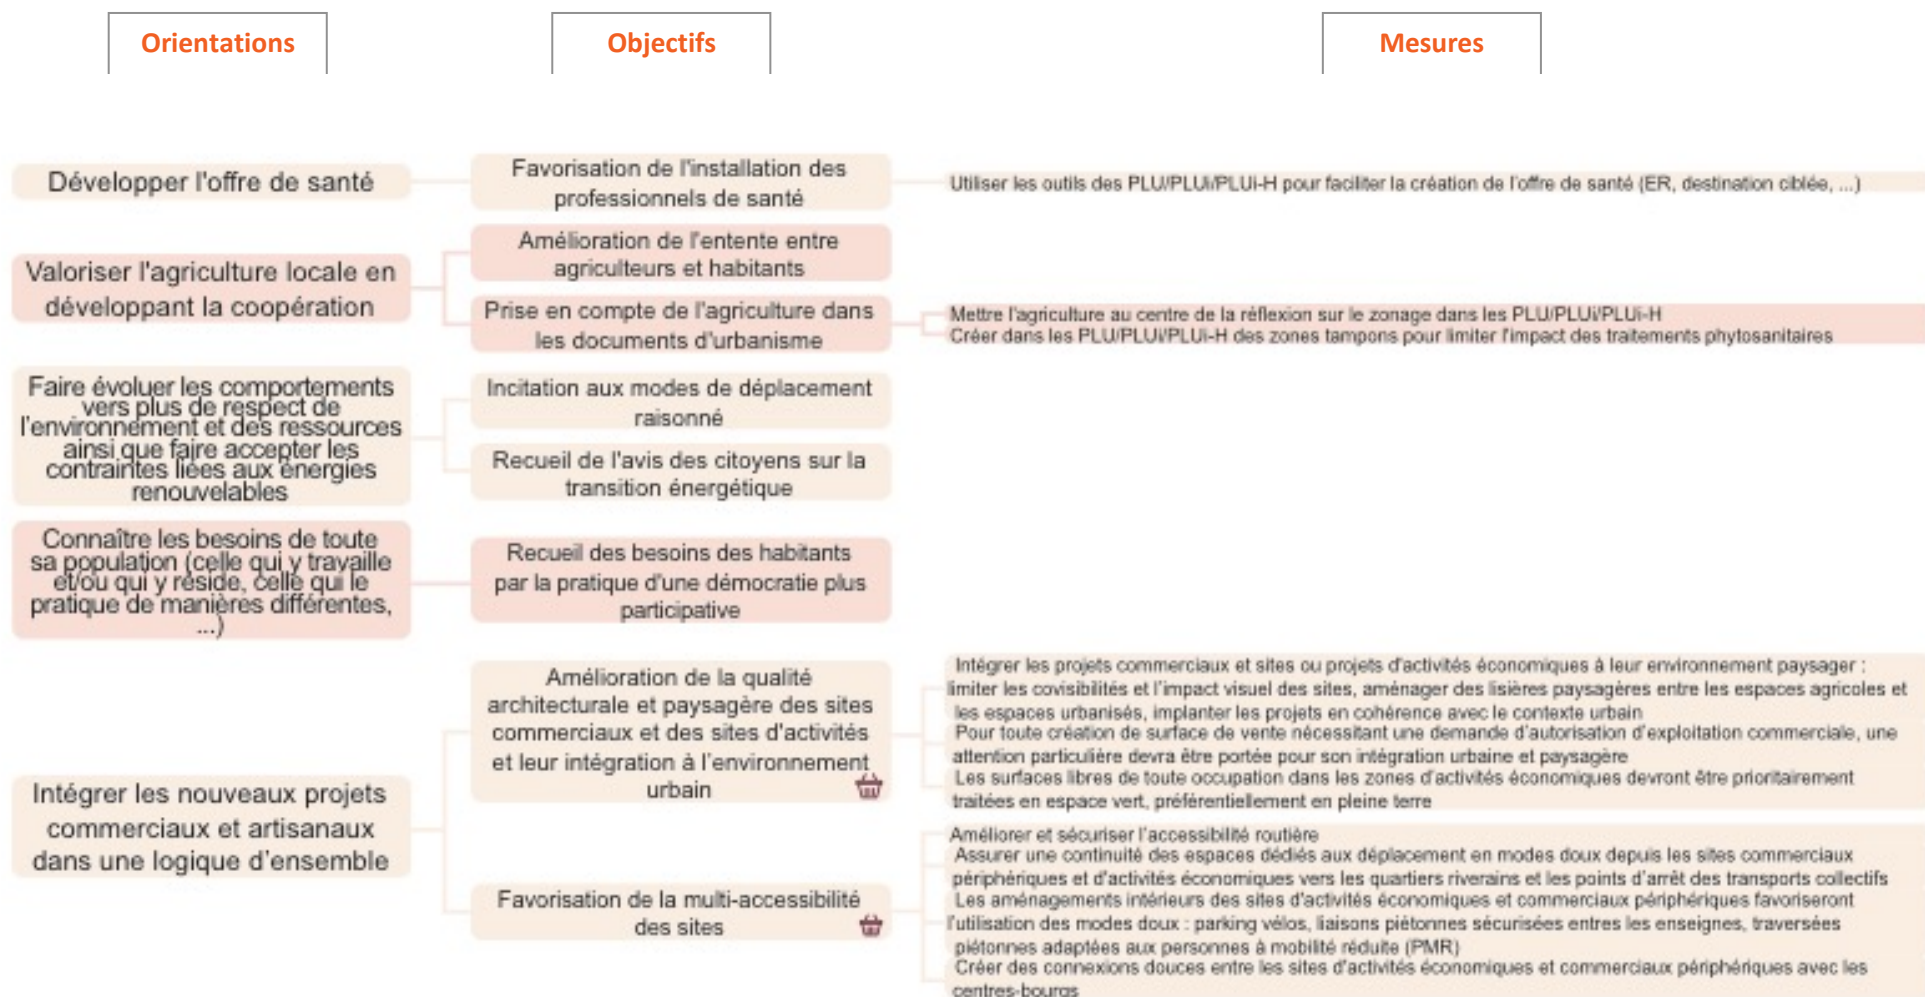 Orientations
Objectifs
Mesures
Développer l'offre de santé
Favorisation de l'installation des
professionnels de santé
Utiliser les outils des PLU/PLUi/PLUi-H pour faciliter la création de l'offre de santé (ER, destination ciblée, ...)
Valoriser l'agriculture locale en
développant la coopération
Amélioration de l'entente entre
agriculteurs et habitants
Prise en compte de l'agriculture dans
les documents d'urbanisme
Mettre l'agriculture au centre de la réflexion sur le zonage dans les PLU/PLUi/PLUi-H
Créer dans les PLU/PLUi/PLUi-H des zones tampons pour limiter l'impact des traitements phytosanitaires
Faire évoluer les comportements
vers plus de respect de
l'environnement et des ressources
ainsi que faire accepter les
contraintes liées aux énergies
renouvelables
Incitation aux modes de déplacement
raisonné
Recueil de l'avis des citoyens sur la
transition énergétique
Connaître les besoins de toute
sa population (celle qui y travaille
et/ou qui y réside, celle qui le
pratique de manières différentes,
...)
Recueil des besoins des habitants
par la pratique d'une démocratie plus
participative
Intégrer les nouveaux projets
commerciaux et artisanaux
dans une logique d'ensemble
Amélioration de la qualité
architecturale et paysagère des sites
commerciaux et des sites d'activités
et leur intégration à l'environnement
urbain
Intégrer les projets commerciaux et sites ou projets d'activités économiques à leur environnement paysager :
limiter les covisibilités et l'impact visuel des sites, aménager des lisières paysagères entre les espaces agricoles et
les espaces urbanisés, implanter les projets en cohérence avec le contexte urbain
Pour toute création de surface de vente nécessitant une demande d'autorisation d'exploitation commerciale, une
attention particulière devra être portée pour son intégration urbaine et paysagère
Les surfaces libres de toute occupation dans les zones d'activités économiques devront être prioritairement
traitées en espace vert, préférentiellement en pleine terre
Favorisation de la multi-accessibilité
des sites
Améliorer et sécuriser l'accessibilité routière
Assurer une continuité des espaces dédiés aux déplacement en modes doux depuis les sites commerciaux
périphériques et d'activités économiques vers les quartiers riverains et les points d'arrêt des transports collectifs
Les aménagements intérieurs des sites d'activités économiques et commerciaux périphériques favoriseront
l'utilisation des modes doux : parking vélos, liaisons piétonnes sécurisées entres les enseignes, traversées
piétonnes adaptées aux personnes à mobilité réduite (PMR)
Créer des connexions douces entre les sites d'activités économiques et commerciaux périphériques avec les
centres-bourgs